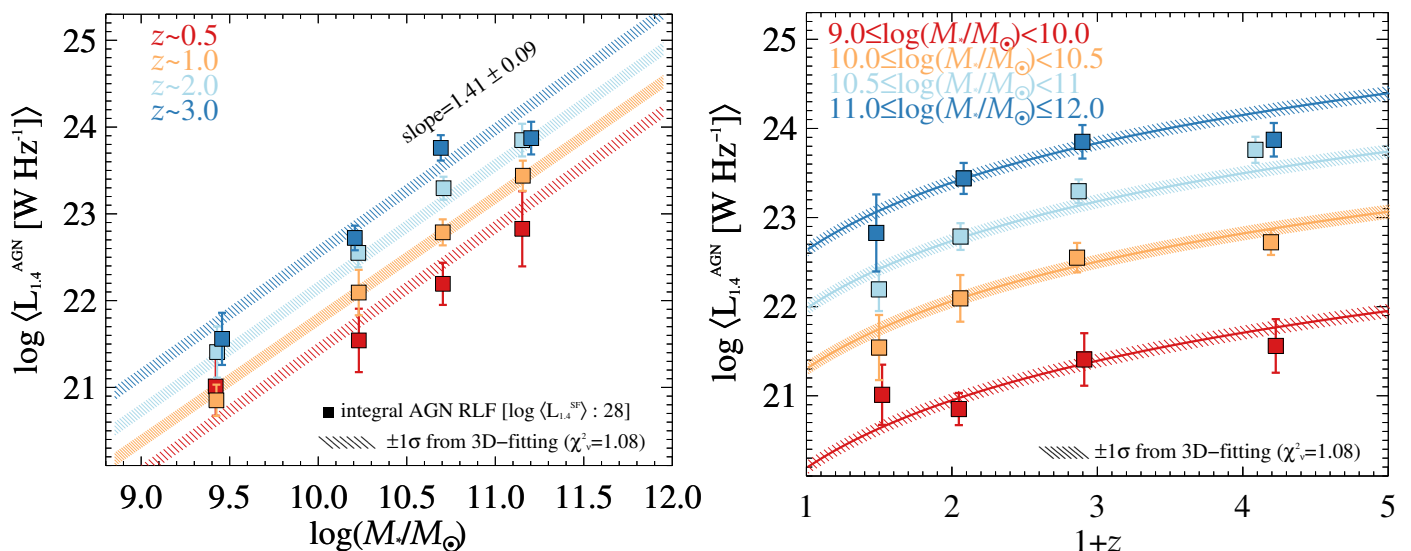 25
24
23
22
21
log ⟨L₁.₄ᴬᴳᴺ [W Hz⁻¹]⟩
z~0.5
z~1.0
z~2.0
z~3.0
slope=1.41 ± 0.09
integral AGN RLF [log ⟨L₁.₄ˢᶠ⟩ : 28]
±1σ from 3D−fitting (χ²ᵥ=1.08)
9.0 9.5 10.0 10.5 11.0 11.5 12.0
log(M*/M⊙)
25
24
23
22
21
log ⟨L₁.₄ᴬᴳᴺ [W Hz⁻¹]⟩
9.0≤log(M*/M⊙)<10.0
10.0≤log(M*/M⊙)<10.5
10.5≤log(M*/M⊙)<11
11.0≤log(M*/M⊙)≤12.0
±1σ from 3D−fitting (χ²ᵥ=1.08)
1 2 3 4 5
1+z